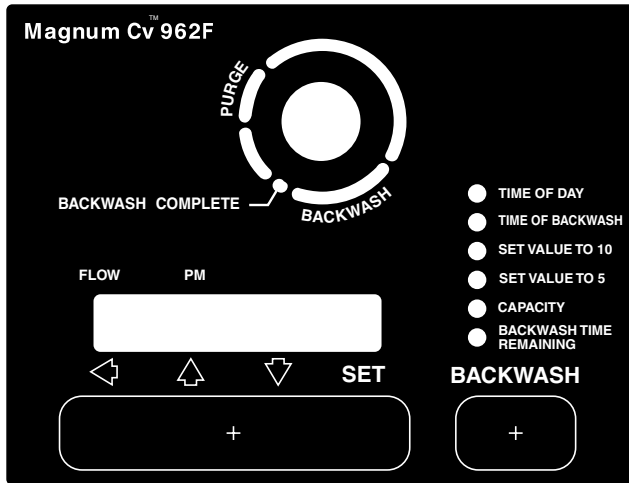 Magnum Cv™ 962F
PURGE
BACKWASH COMPLETE
BACKWASH
TIME OF DAY
TIME OF BACKWASH
SET VALUE TO 10
SET VALUE TO 5
CAPACITY
BACKWASH TIME
REMAINING
FLOW PM
SET
BACKWASH
+ +